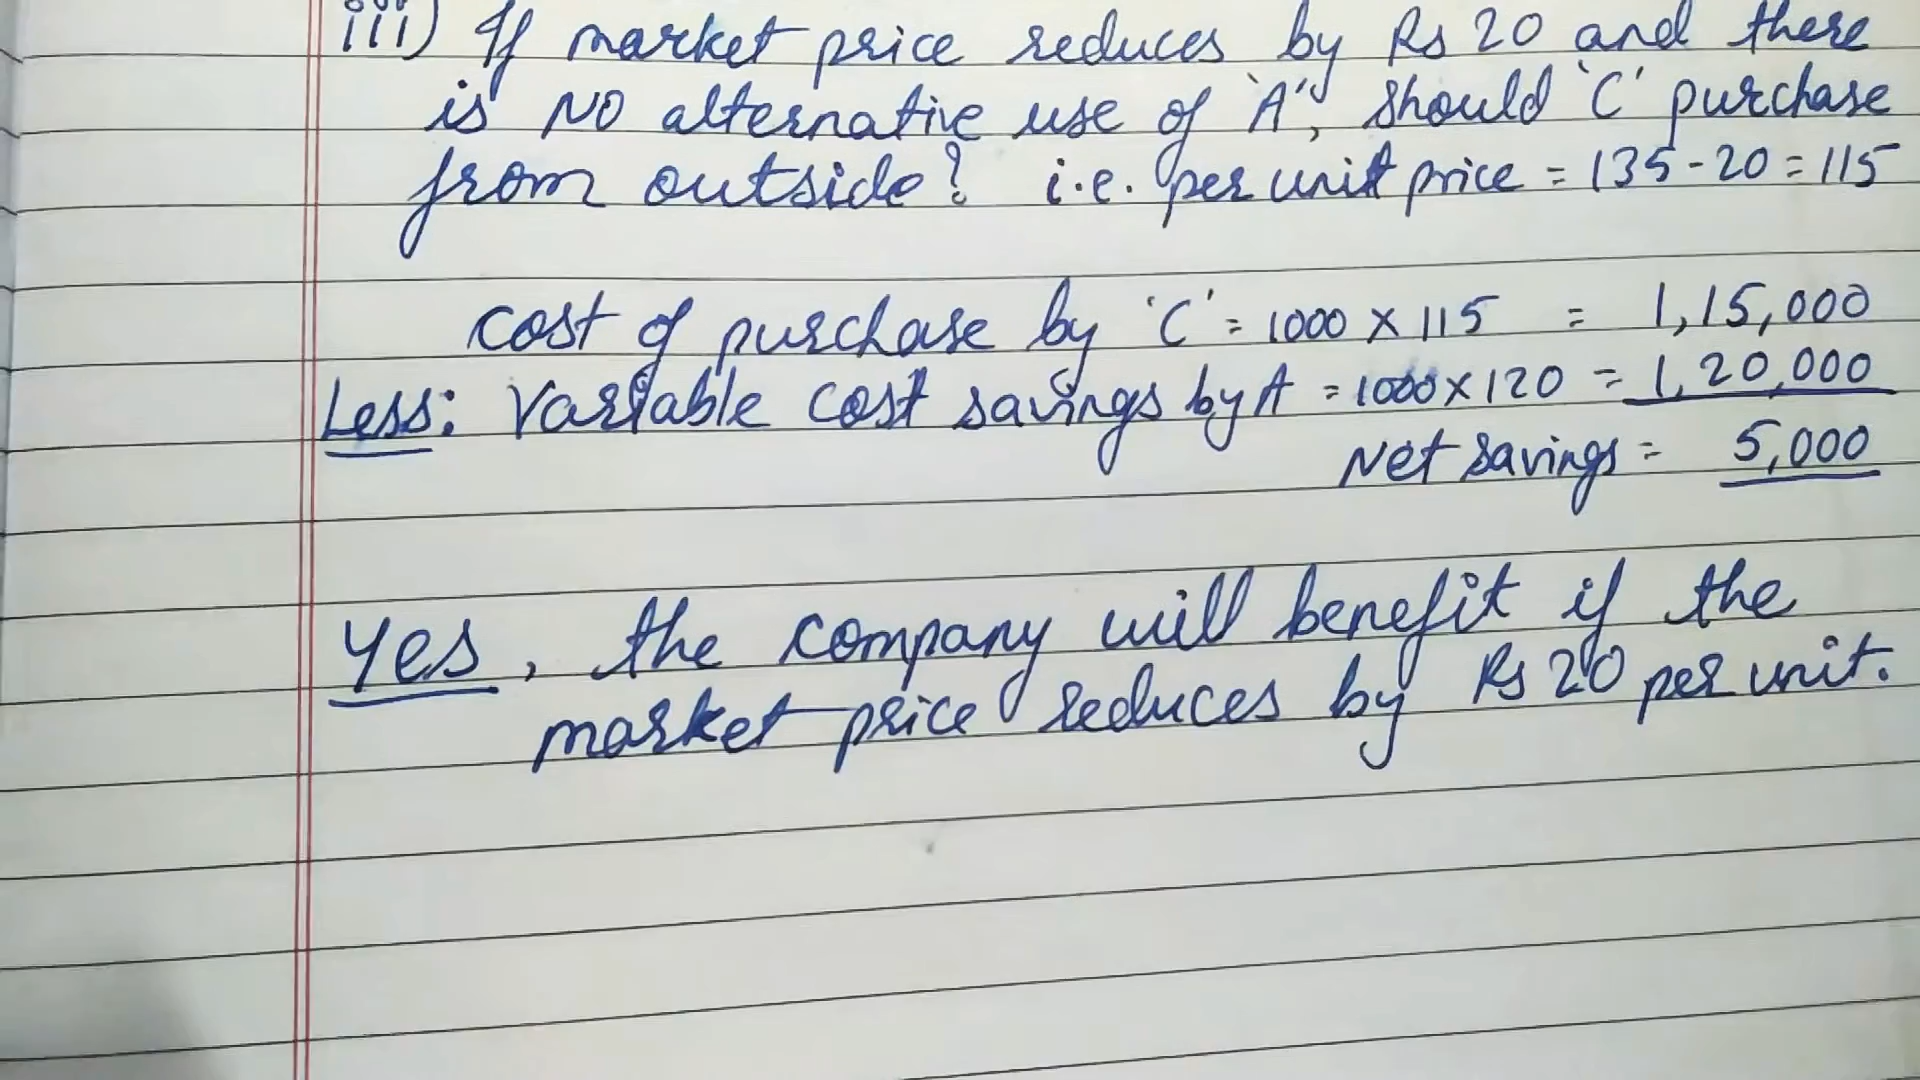 iii) If market price reduces by Rs 20 and there
is NO alternative use of 'A', should 'C' purchase
from outside? i.e. per unit price = 135 - 20 = 115
cost of purchase by 'C' = 1000 × 115 = 1,15,000
Less: Variable cost savings by A = 1000 × 120 = 1,20,000
Net savings = 5,000
Yes, the company will benefit if the
market price reduces by Rs 20 per unit.